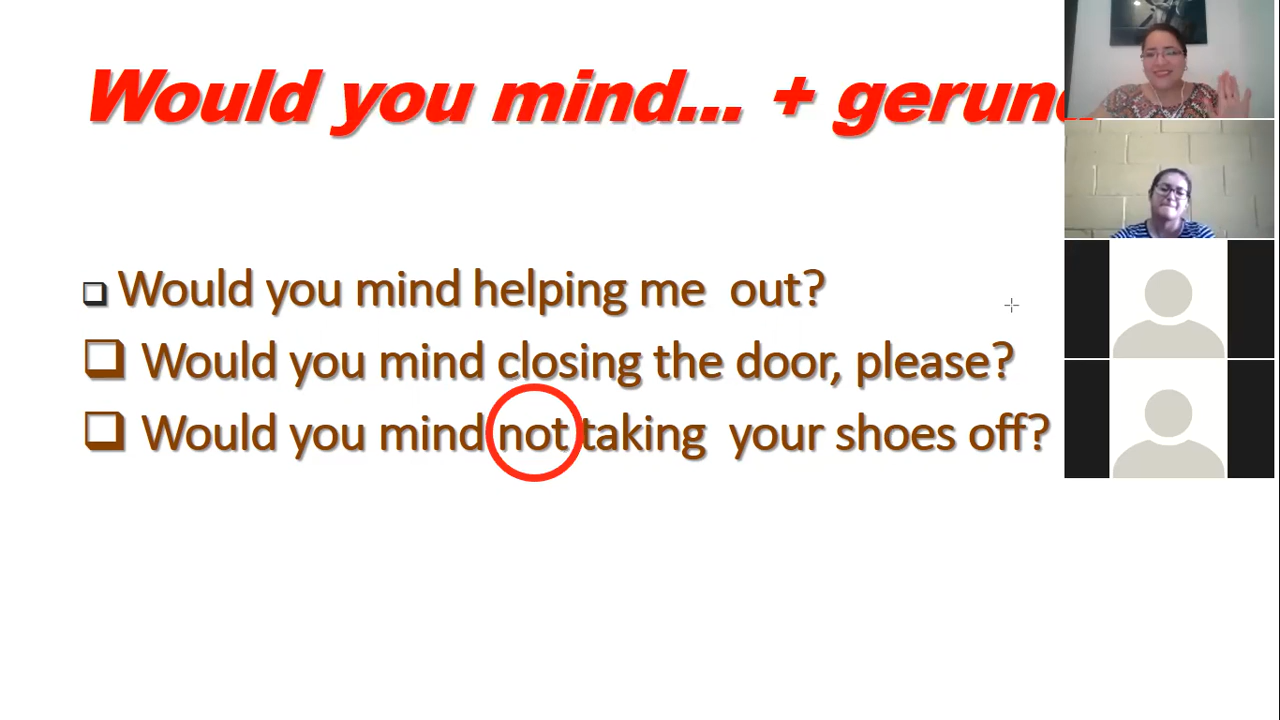 Would you mind... + gerund
Would you mind helping me out?
Would you mind closing the door, please?
Would you mind not taking your shoes off?